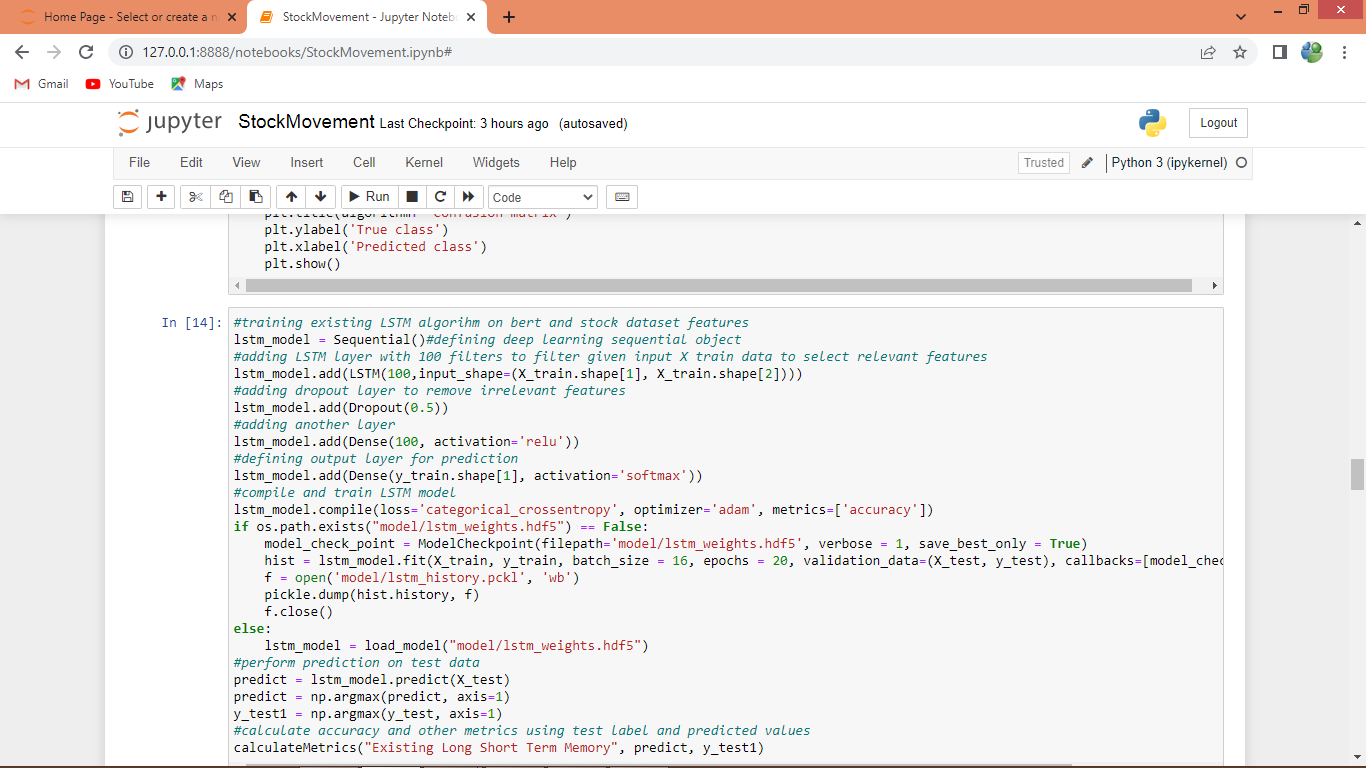 Home Page - Select or create a n
StockMovement - Jupyter Notebo
127.0.0.1:8888/notebooks/StockMovement.ipynb#
Gmail YouTube Maps
jupyter StockMovement Last Checkpoint: 3 hours ago (autosaved)
Logout
File Edit View Insert Cell Kernel Widgets Help
Trusted Python 3 (ipykernel)
Run Code
plt.title(algorithm+" Confusion matrix")
plt.ylabel('True class')
plt.xlabel('Predicted class')
plt.show()
In [14]:
#training existing LSTM algorihm on bert and stock dataset features
lstm_model = Sequential()#defining deep learning sequential object
#adding LSTM layer with 100 filters to filter given input X train data to select relevant features
lstm_model.add(LSTM(100,input_shape=(X_train.shape[1], X_train.shape[2])))
#adding dropout layer to remove irrelevant features
lstm_model.add(Dropout(0.5))
#adding another layer
lstm_model.add(Dense(100, activation='relu'))
#defining output layer for prediction
lstm_model.add(Dense(y_train.shape[1], activation='softmax'))
#compile and train LSTM model
lstm_model.compile(loss='categorical_crossentropy', optimizer='adam', metrics=['accuracy'])
if os.path.exists("model/lstm_weights.hdf5") == False:
    model_check_point = ModelCheckpoint(filepath='model/lstm_weights.hdf5', verbose = 1, save_best_only = True)
    hist = lstm_model.fit(X_train, y_train, batch_size = 16, epochs = 20, validation_data=(X_test, y_test), callbacks=[model_chec
    f = open('model/lstm_history.pckl', 'wb')
    pickle.dump(hist.history, f)
    f.close()
else:
    lstm_model = load_model("model/lstm_weights.hdf5")
#perform prediction on test data
predict = lstm_model.predict(X_test)
predict = np.argmax(predict, axis=1)
y_test1 = np.argmax(y_test, axis=1)
#calculate accuracy and other metrics using test label and predicted values
calculateMetrics("Existing Long Short Term Memory", predict, y_test1)